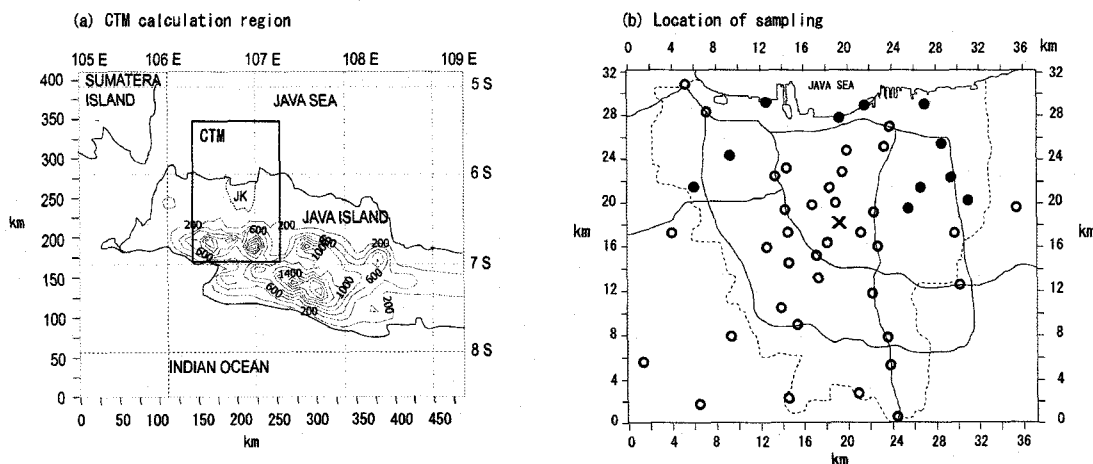 (a) CTM calculation region
105 E 106 E 107 E 108 E 109 E
400
350
300
250
200
150
100
50
0
km
SUMATERA
ISLAND
JAVA SEA
CTM
JK
JAVA ISLAND
200 600 200 200
600 1000
1400
600 1000 600
200 200
INDIAN OCEAN
5 S
6 S
7 S
8 S
0 50 100 150 200 250 300 350 400 450
km
(b) Location of sampling
0 4 8 12 16 20 24 28 32 36 km
32
28
24
20
16
12
8
4
0
km
JAVA SEA
32
28
24
20
16
12
8
4
0
km
0 4 8 12 16 20 24 28 32 36
km